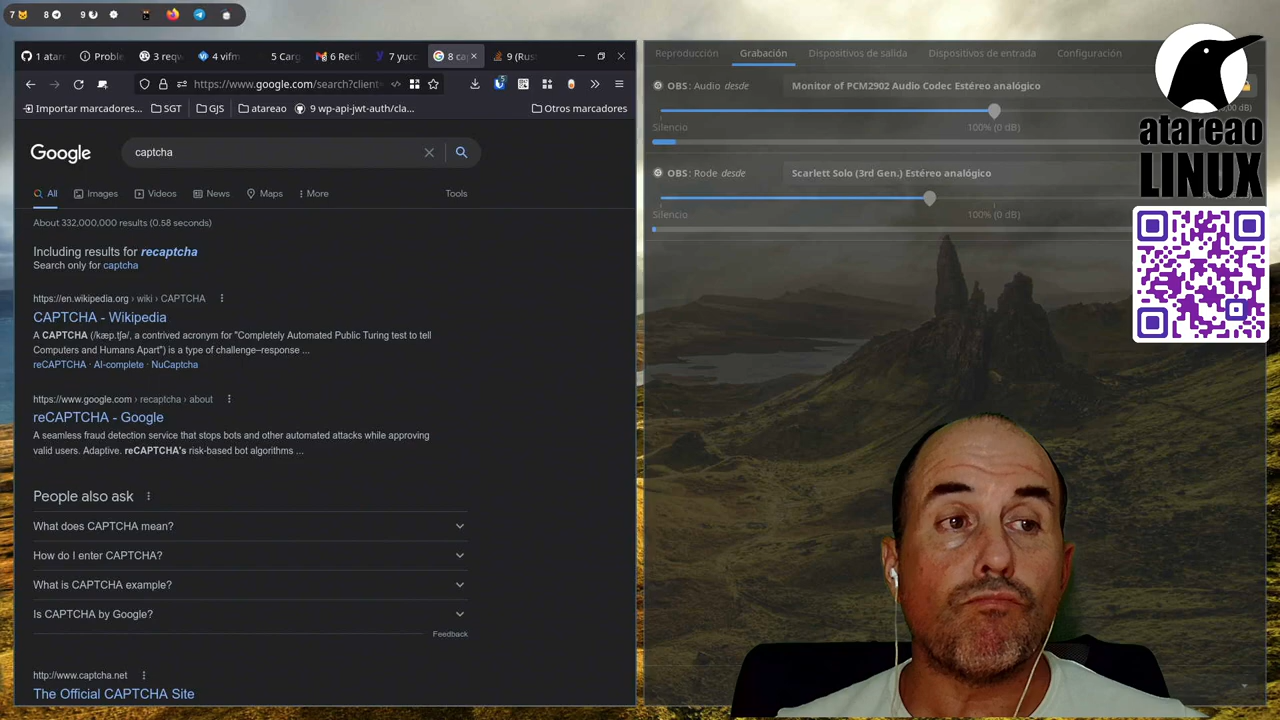 7
8
9
1 atare
Proble
3 reqw
4 vifm
5 Carg
6 Reci
7 yucc
8 ca
9 (Rus
https://www.google.com/search?client=
Importar marcadores...
SGT
GJS
atareao
9 wp-api-jwt-auth/cla...
Otros marcadores
Google
captcha
All
Images
Videos
News
Maps
More
Tools
About 332,000,000 results (0.58 seconds)
Including results for recaptcha
Search only for captcha
https://en.wikipedia.org › wiki › CAPTCHA
CAPTCHA - Wikipedia
A CAPTCHA (/kæp.tʃə/, a contrived acronym for "Completely Automated Public Turing test to tell
Computers and Humans Apart") is a type of challenge–response ...
reCAPTCHA · AI-complete · NuCaptcha
https://www.google.com › recaptcha › about
reCAPTCHA - Google
A seamless fraud detection service that stops bots and other automated attacks while approving
valid users. Adaptive. reCAPTCHA's risk-based bot algorithms ...
People also ask
What does CAPTCHA mean?
How do I enter CAPTCHA?
What is CAPTCHA example?
Is CAPTCHA by Google?
Feedback
http://www.captcha.net
The Official CAPTCHA Site
Reproducción
Grabación
Dispositivos de salida
Dispositivos de entrada
Configuración
OBS: Audio desde
Monitor of PCM2902 Audio Codec Estéreo analógico
Silencio
100% (0 dB)
OBS: Rode desde
Scarlett Solo (3rd Gen.) Estéreo analógico
Silencio
100% (0 dB)
atareao
LINUX